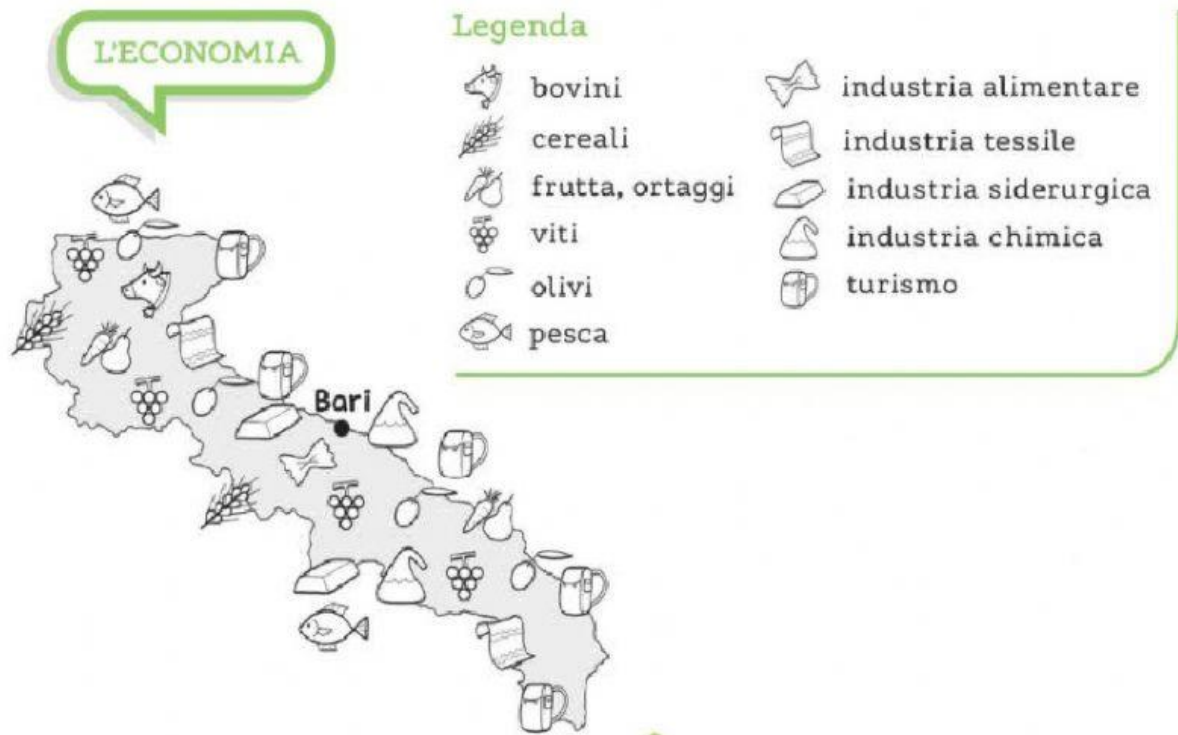 L'ECONOMIA
Legenda
bovini
cereali
frutta, ortaggi
viti
olivi
pesca
industria alimentare
industria tessile
industria siderurgica
industria chimica
turismo
Bari